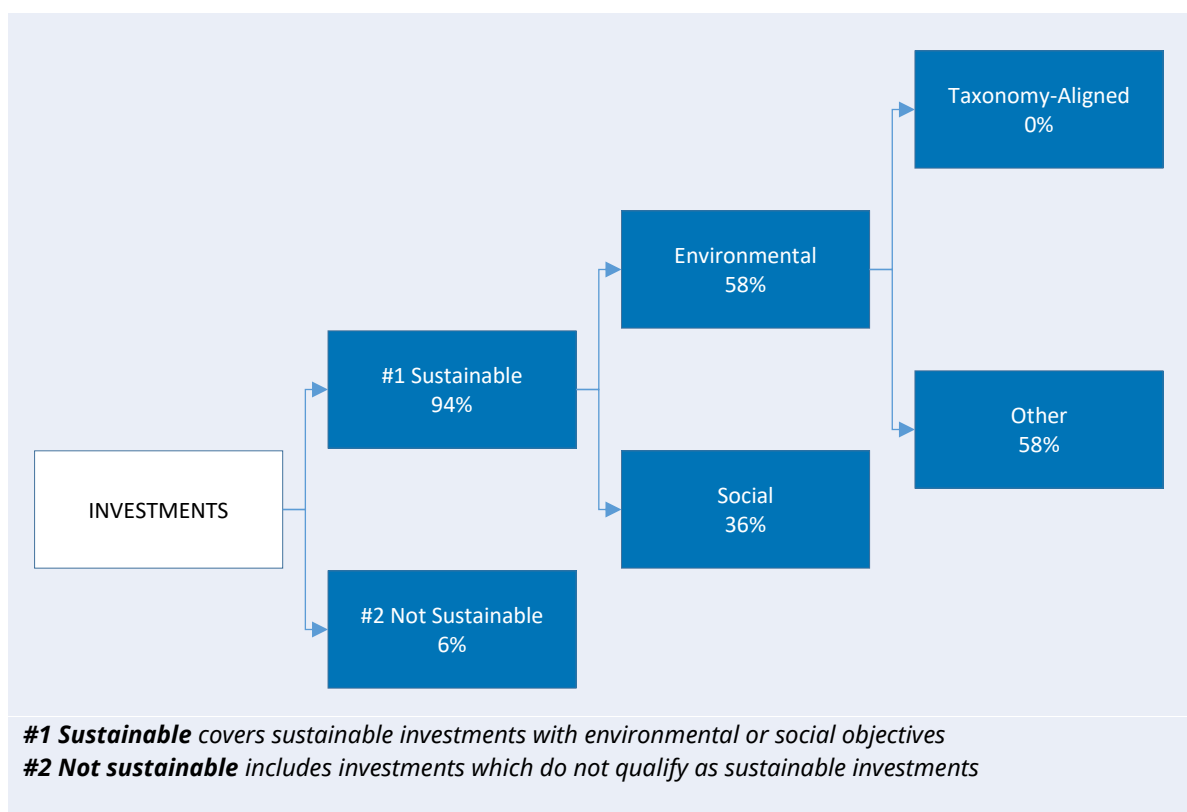 Taxonomy-Aligned
0%
Environmental
58%
#1 Sustainable
94%
Other
58%
Social
36%
INVESTMENTS
#2 Not Sustainable
6%
#1 Sustainable covers sustainable investments with environmental or social objectives
#2 Not sustainable includes investments which do not qualify as sustainable investments